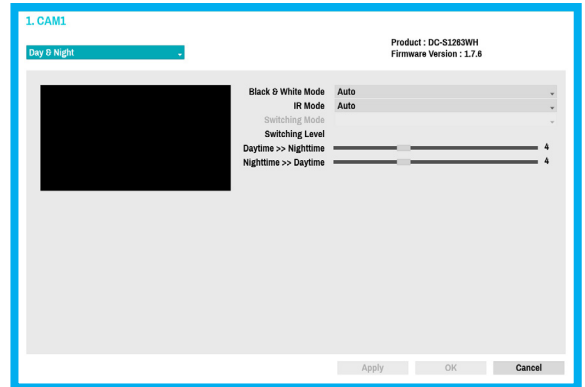 1. CAM1
Product : DC-S1263WH
Day & Night
Firmware Version : 1.7.6
Black & White Mode Auto
IR Mode Auto
Switching Mode
Switching Level
Daytime >> Nighttime 4
Nighttime >> Daytime 4
Apply OK Cancel